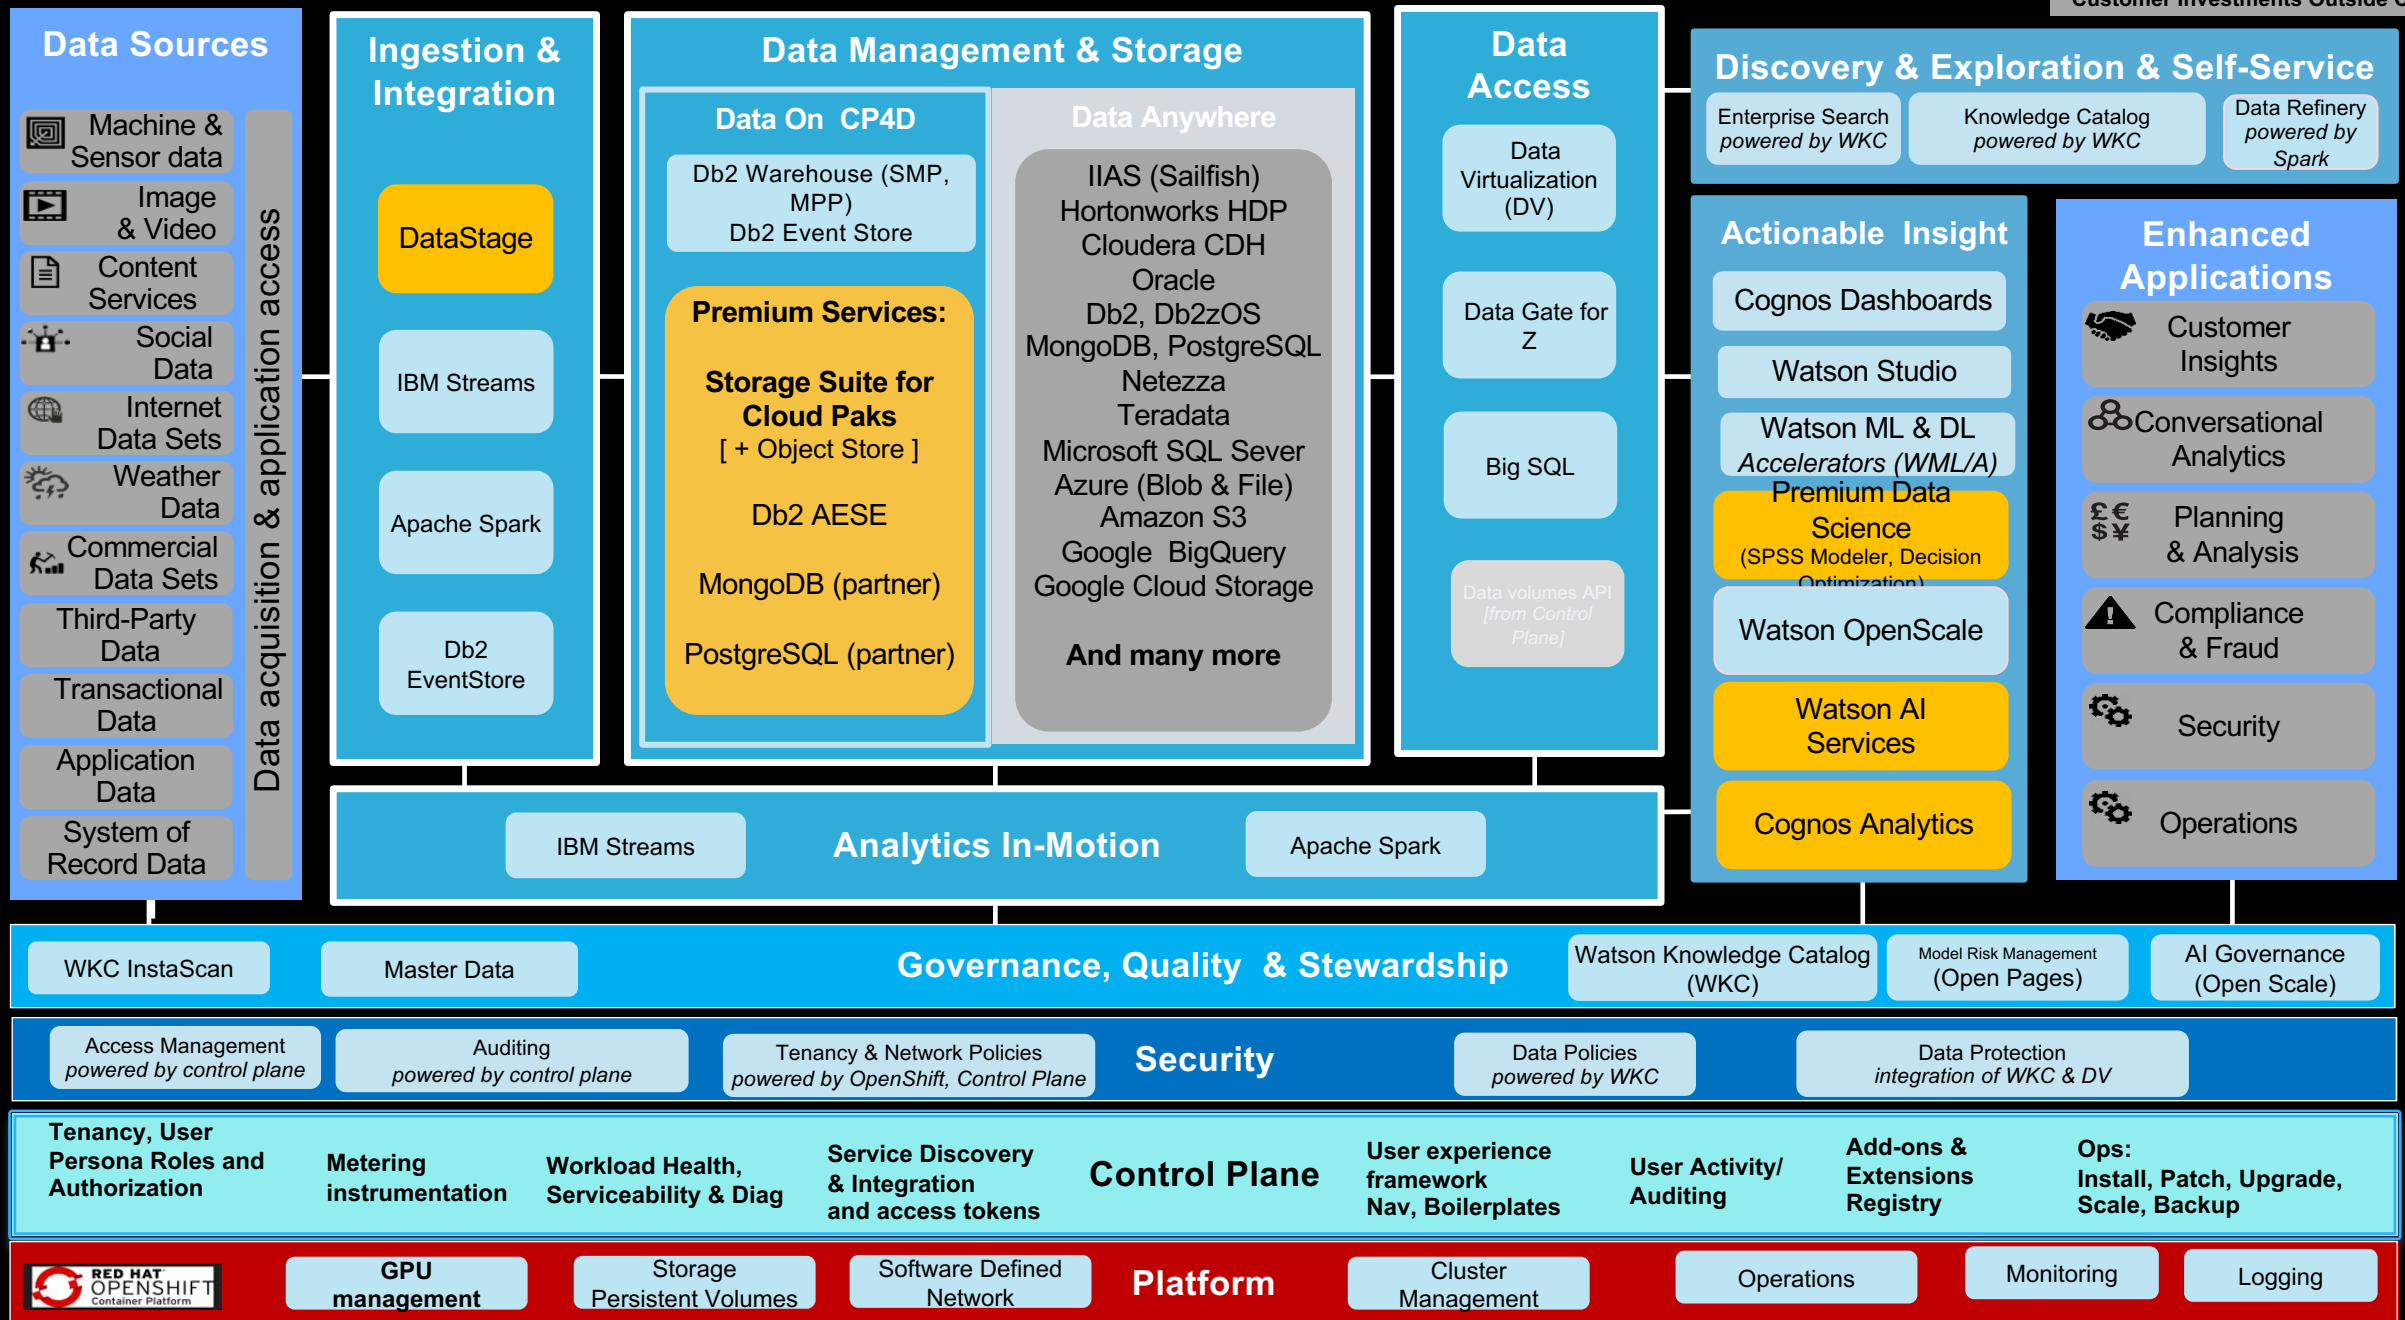 Customer Investments Outside
Data Sources
Machine &
Sensor data
Image
& Video
Content
Services
Social
Data
Internet
Data Sets
Weather
Data
Commercial
Data Sets
Third-Party
Data
Transactional
Data
Application
Data
System of
Record Data
Data acquisition & application access
Ingestion &
Integration
DataStage
IBM Streams
Apache Spark
Db2
EventStore
Data Management & Storage
Data On CP4D
Db2 Warehouse (SMP,
MPP)
Db2 Event Store
Premium Services:
Storage Suite for
Cloud Paks
[ + Object Store ]
Db2 AESE
MongoDB (partner)
PostgreSQL (partner)
Data Anywhere
IIAS (Sailfish)
Hortonworks HDP
Cloudera CDH
Oracle
Db2, Db2zOS
MongoDB, PostgreSQL
Netezza
Teradata
Microsoft SQL Sever
Azure (Blob & File)
Amazon S3
Google BigQuery
Google Cloud Storage
And many more
Data
Access
Data
Virtualization
(DV)
Data Gate for
Z
Big SQL
Data volumes API
[from Control
Plane]
Discovery & Exploration & Self-Service
Enterprise Search
powered by WKC
Knowledge Catalog
powered by WKC
Data Refinery
powered by
Spark
Actionable Insight
Cognos Dashboards
Watson Studio
Watson ML & DL
Accelerators (WML/A)
Premium Data
Science
(SPSS Modeler, Decision
Optimization)
Watson OpenScale
Watson AI
Services
Cognos Analytics
Enhanced
Applications
Customer
Insights
Conversational
Analytics
£ €
$ ¥
Planning
& Analysis
Compliance
& Fraud
Security
Operations
IBM Streams
Analytics In-Motion
Apache Spark
WKC InstaScan
Master Data
Governance, Quality & Stewardship
Watson Knowledge Catalog
(WKC)
Model Risk Management
(Open Pages)
AI Governance
(Open Scale)
Access Management
powered by control plane
Auditing
powered by control plane
Tenancy & Network Policies
powered by OpenShift, Control Plane
Security
Data Policies
powered by WKC
Data Protection
integration of WKC & DV
Tenancy, User
Persona Roles and
Authorization
Metering
instrumentation
Workload Health,
Serviceability & Diag
Service Discovery
& Integration
and access tokens
Control Plane
User experience
framework
Nav, Boilerplates
User Activity/
Auditing
Add-ons &
Extensions
Registry
Ops:
Install, Patch, Upgrade,
Scale, Backup
RED HAT
OPENSHIFT
Container Platform
GPU
management
Storage
Persistent Volumes
Software Defined
Network
Platform
Cluster
Management
Operations
Monitoring
Logging